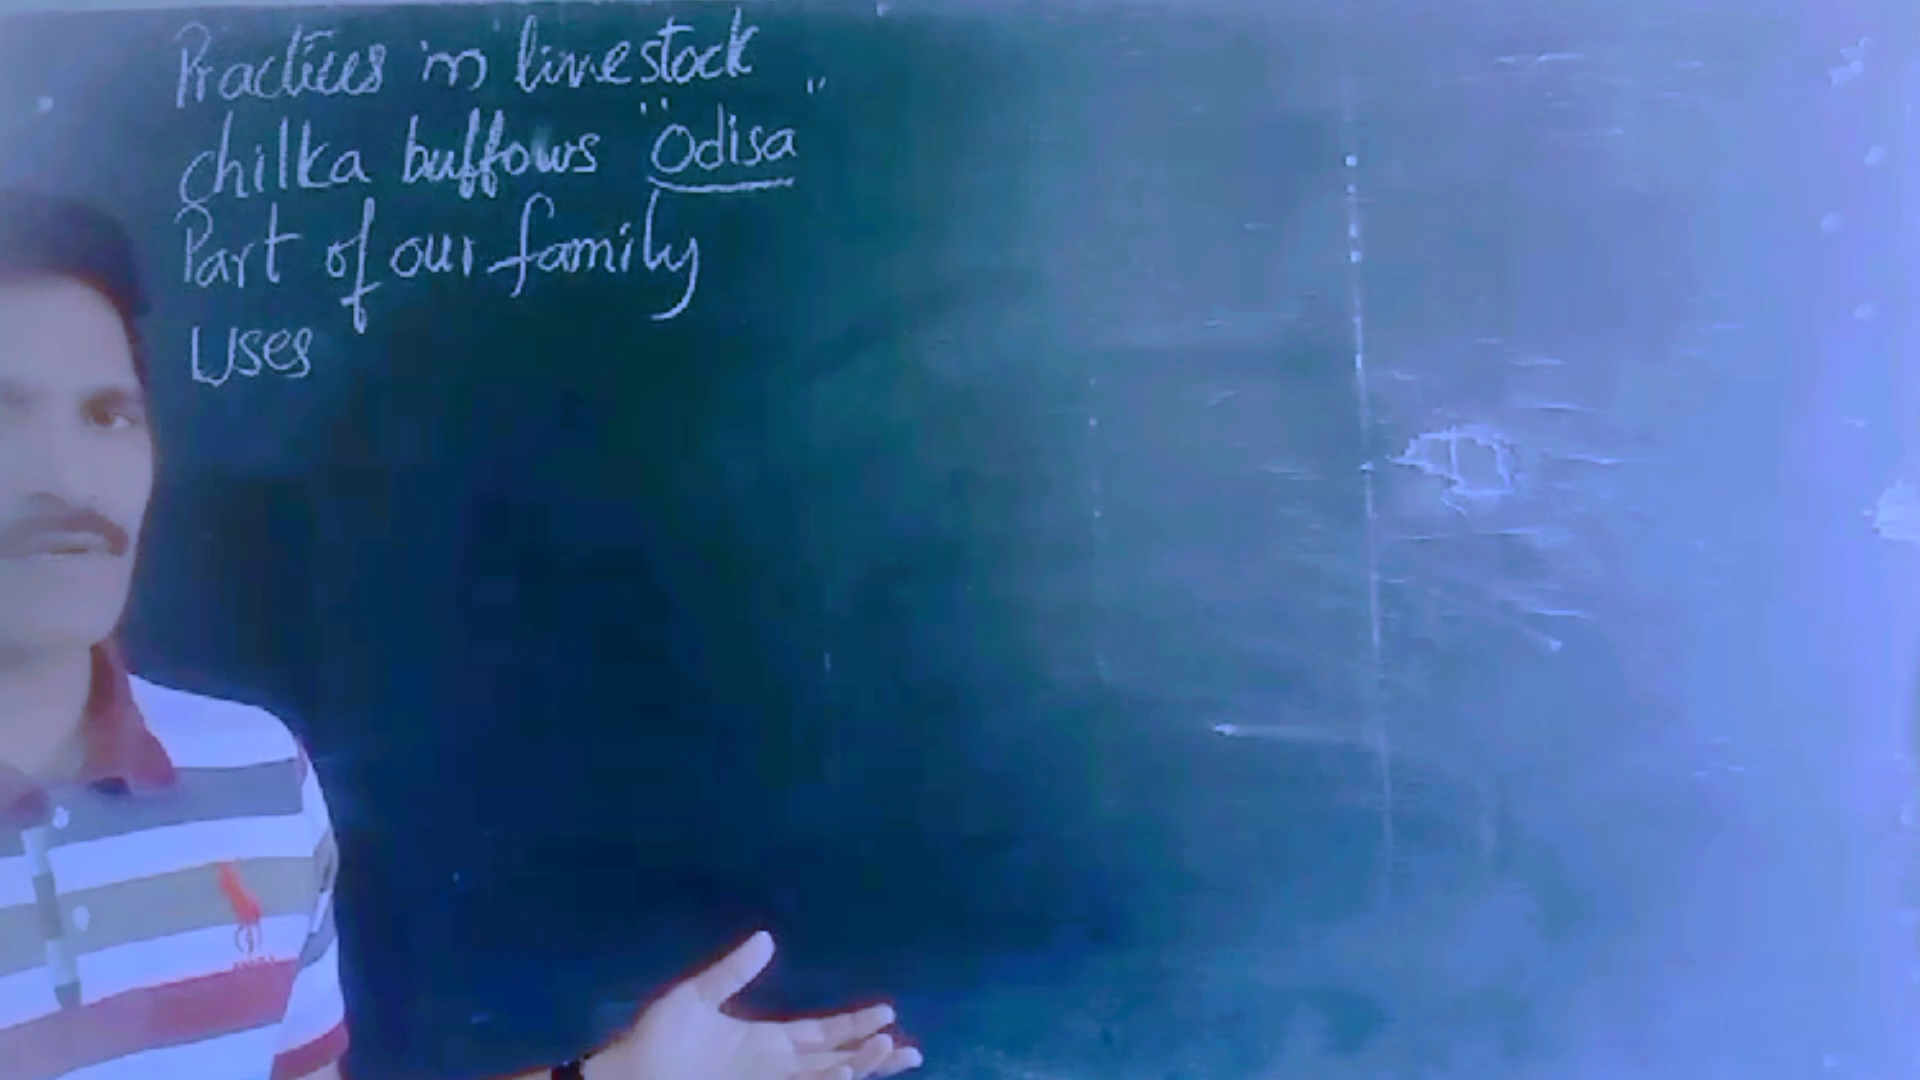 Practices in livestock
chilka buffows "Odisa"
Part of our family
Uses